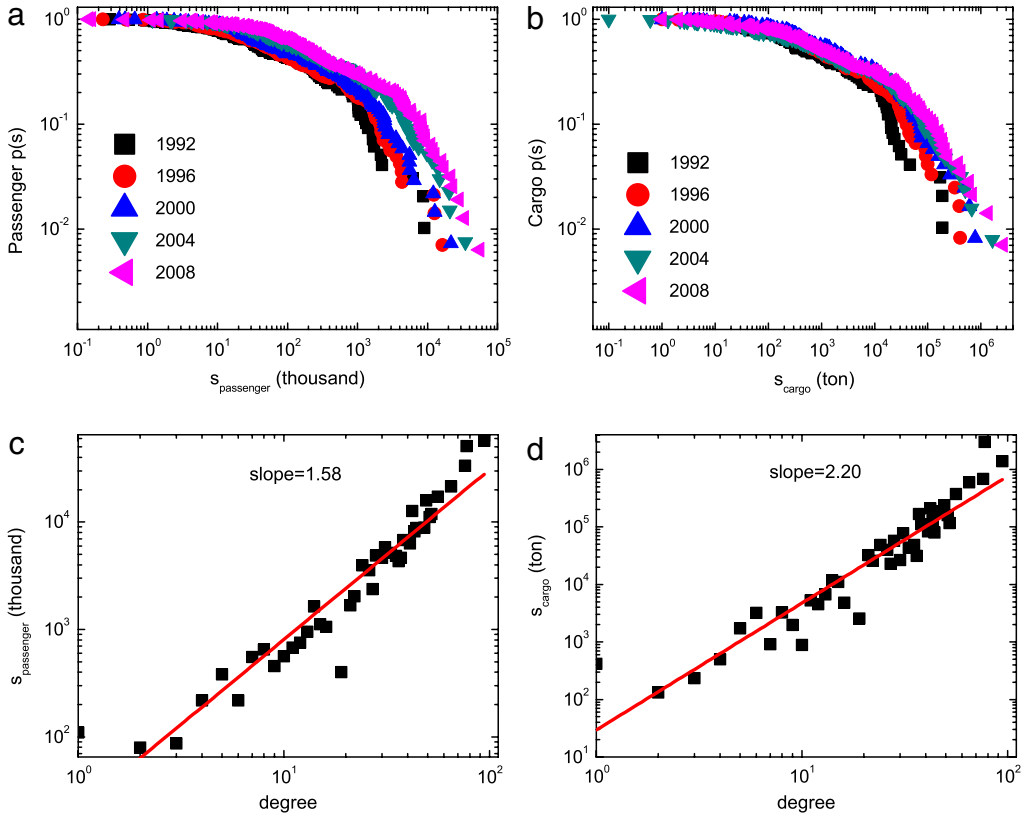 a
Passenger p(s)
10^0
10^-1
10^-2
1992
1996
2000
2004
2008
10^-1 10^0 10^1 10^2 10^3 10^4 10^5
s_passenger (thousand)
b
Cargo p(s)
10^0
10^-1
10^-2
1992
1996
2000
2004
2008
10^-1 10^0 10^1 10^2 10^3 10^4 10^5 10^6
s_cargo (ton)
c
s_passenger (thousand)
slope=1.58
10^4
10^3
10^2
10^0 10^1 10^2
degree
d
s_cargo (ton)
slope=2.20
10^6
10^5
10^4
10^3
10^2
10^1
10^0 10^1 10^2
degree